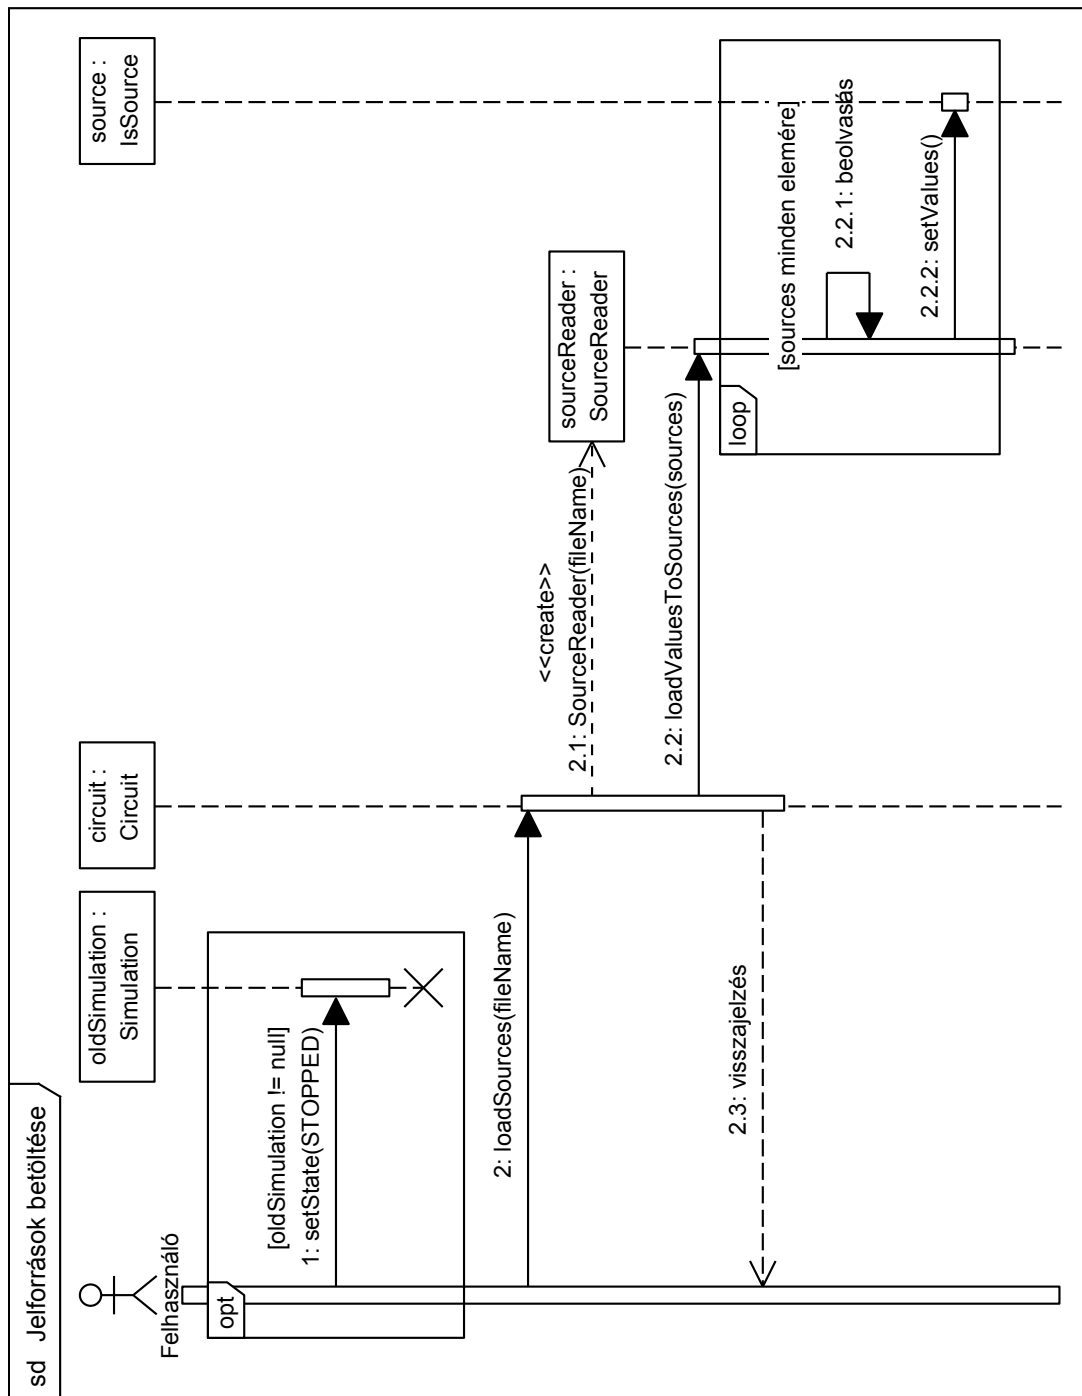 sd Jelforrások betöltése
Felhasználó
oldSimulation :
Simulation
circuit :
Circuit
source :
IsSource
opt
[oldSimulation != null]
1: setState(STOPPED)
2: loadSources(fileName)
<<create>>
2.1: SourceReader(fileName)
sourceReader :
SourceReader
2.2: loadValuesToSources(sources)
loop
[sources minden elemére]
2.2.1: beolvasás
2.2.2: setValues()
2.3: visszajelzés